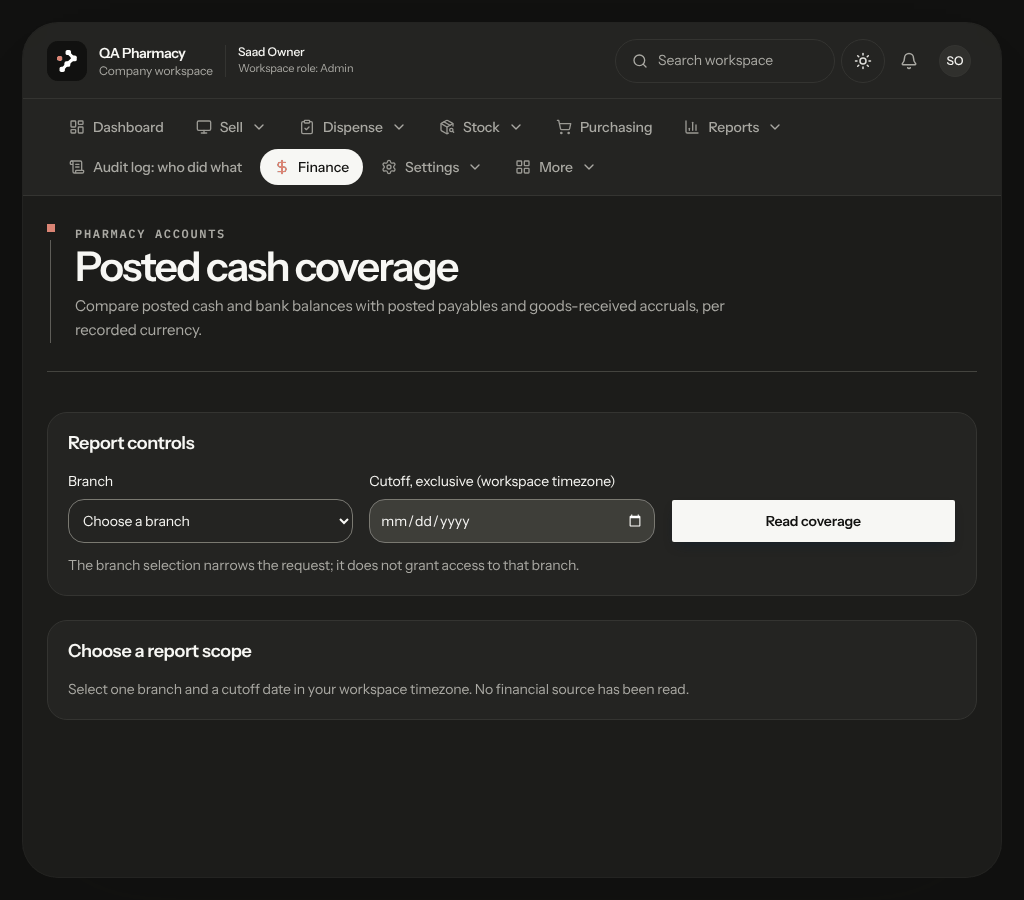 QA Pharmacy
Company workspace
Saad Owner
Workspace role: Admin
Search workspace
SO
Dashboard
Sell
Dispense
Stock
Purchasing
Reports
Audit log: who did what
Finance
Settings
More
PHARMACY ACCOUNTS
Posted cash coverage
Compare posted cash and bank balances with posted payables and goods-received accruals, per
recorded currency.
Report controls
Branch
Cutoff, exclusive (workspace timezone)
Choose a branch
mm/dd/yyyy
Read coverage
The branch selection narrows the request; it does not grant access to that branch.
Choose a report scope
Select one branch and a cutoff date in your workspace timezone. No financial source has been read.